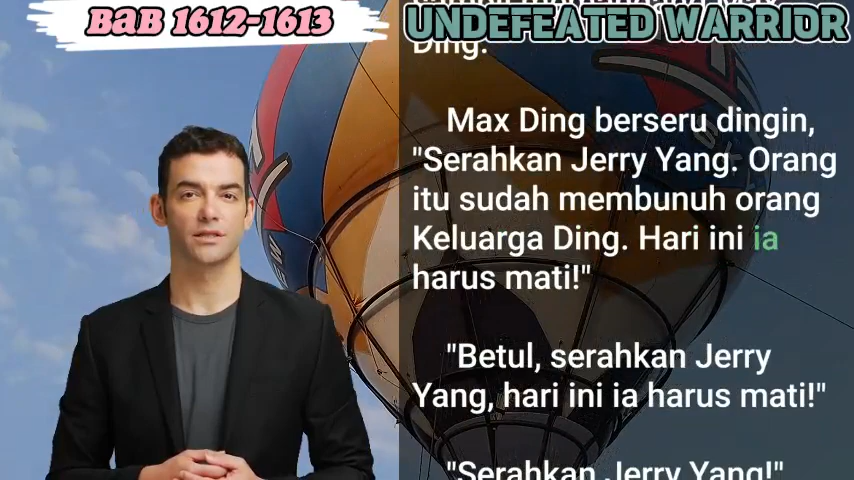 BAB 1612-1613
UNDEFEATED WARRIOR
Ding.
Max Ding berseru dingin,
"Serahkan Jerry Yang. Orang
itu sudah membunuh orang
Keluarga Ding. Hari ini ia
harus mati!"
"Betul, serahkan Jerry
Yang, hari ini ia harus mati!"
"Serahkan Jerry Yang!"